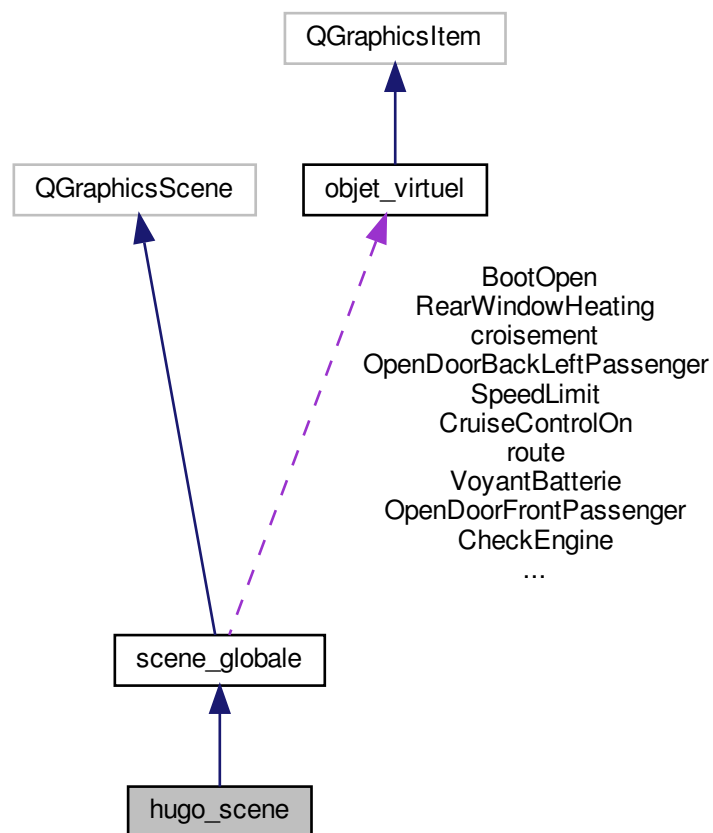 QGraphicsItem
QGraphicsScene
objet_virtuel
BootOpen
RearWindowHeating
croisement
OpenDoorBackLeftPassenger
SpeedLimit
CruiseControlOn
route
VoyantBatterie
OpenDoorFrontPassenger
CheckEngine
...
scene_globale
hugo_scene